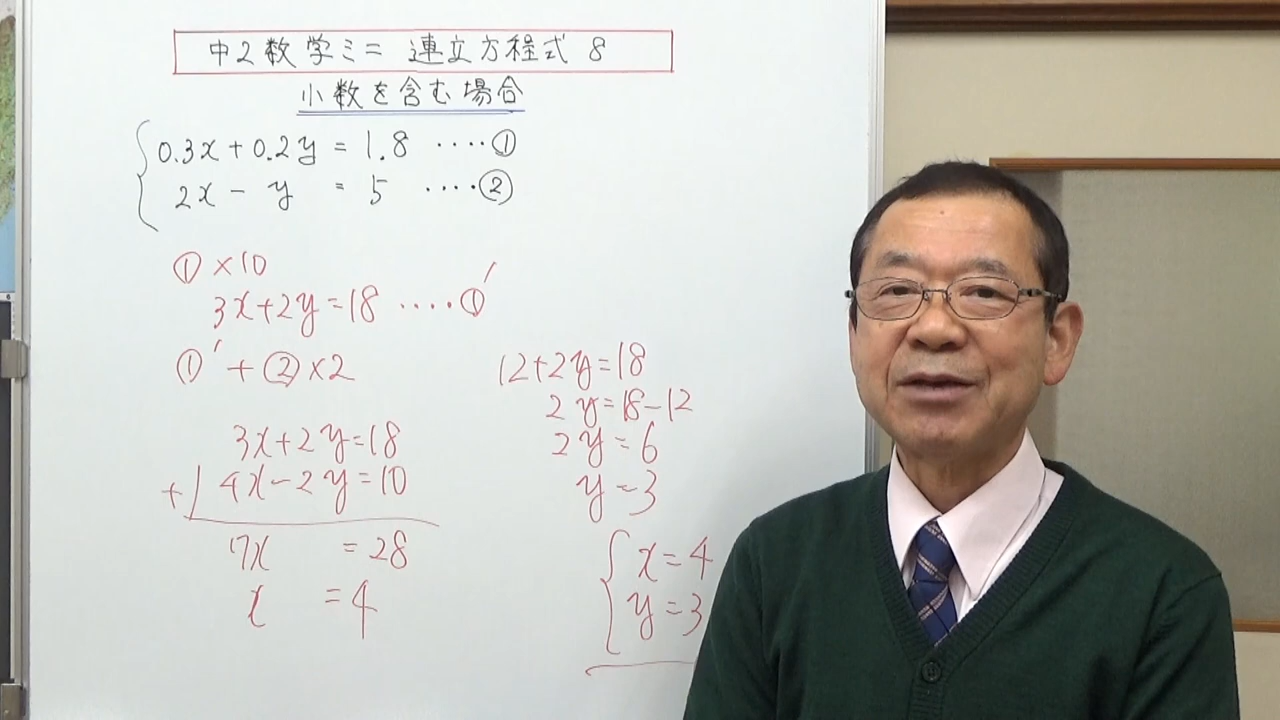 中2数学ミニ 連立方程式 8
小数を含む場合
0.3x+0.2y = 1.8 ‥‥①
2x - y = 5 ‥‥②
① ×10
3x+2y=18 ‥‥①′
①′ + ②×2
3x+2y=18
+) 4x-2y=10
7x = 28
x = 4
12+2y=18
2y=18-12
2y=6
y=3
x=4
y=3